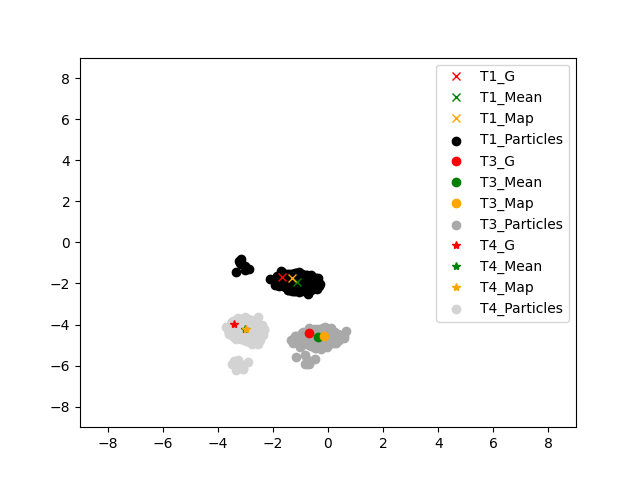 8
6
4
2
0
−2
−4
−6
−8
−8 −6 −4 −2 0 2 4 6 8
T1_G
T1_Mean
T1_Map
T1_Particles
T3_G
T3_Mean
T3_Map
T3_Particles
T4_G
T4_Mean
T4_Map
T4_Particles